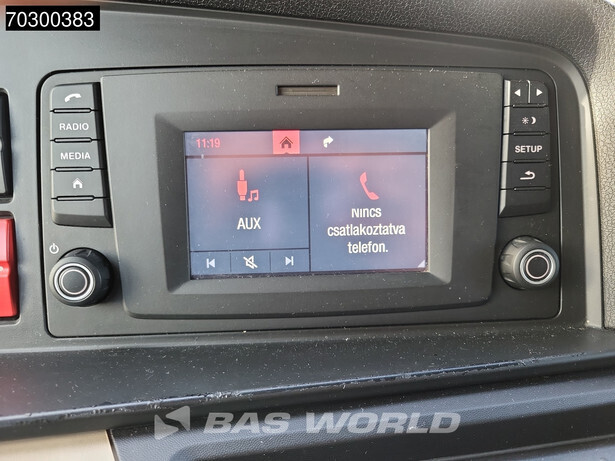 70300383
RADIO
MEDIA
SETUP
11:19
AUX
Nincs
csatlakoztatva
telefon.
BAS WORLD